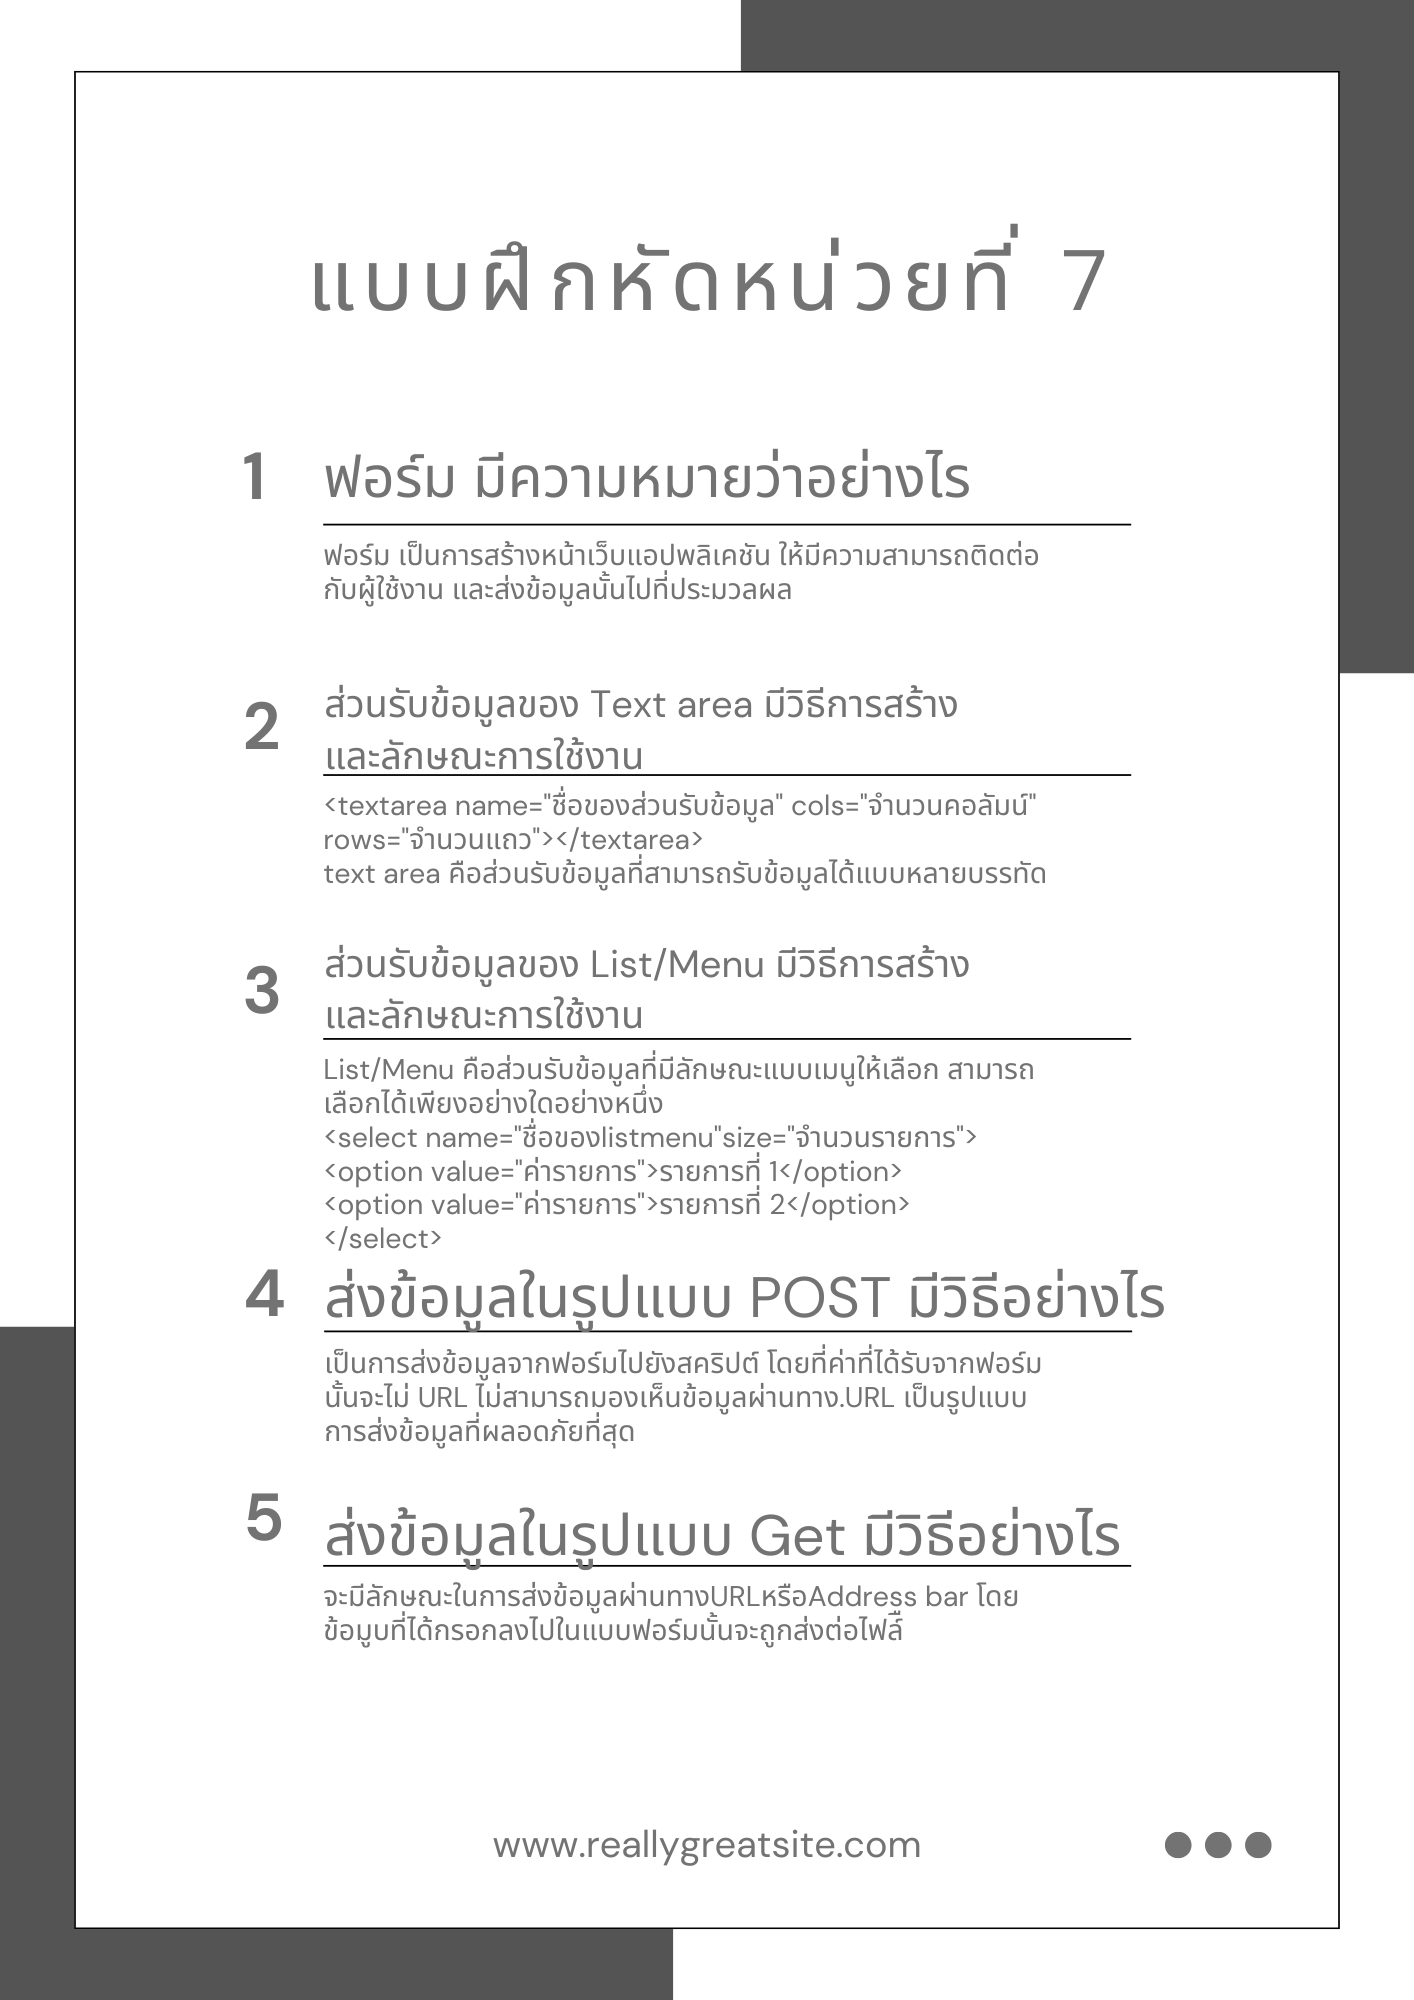 แบบฝึกหัดหน่วยที่ 7
1 ฟอร์ม มีความหมายว่าอย่างไร
ฟอร์ม เป็นการสร้างหน้าเว็บแอปพลิเคชัน ให้มีความสามารถติดต่อ
กับผู้ใช้งาน และส่งข้อมูลนั้นไปที่ประมวลผล
2 ส่วนรับข้อมูลของ Text area มีวิธีการสร้าง
และลักษณะการใช้งาน
<textarea name="ชื่อของส่วนรับข้อมูล" cols="จำนวนคอลัมน์"
rows="จำนวนแถว"></textarea>
text area คือส่วนรับข้อมูลที่สามารถรับข้อมูลได้แบบหลายบรรทัด
3 ส่วนรับข้อมูลของ List/Menu มีวิธีการสร้าง
และลักษณะการใช้งาน
List/Menu คือส่วนรับข้อมูลที่มีลักษณะแบบเมนูให้เลือก สามารถ
เลือกได้เพียงอย่างใดอย่างหนึ่ง
<select name="ชื่อของlistmenu"size="จำนวนรายการ">
<option value="ค่ารายการ">รายการที่ 1</option>
<option value="ค่ารายการ">รายการที่ 2</option>
</select>
4 ส่งข้อมูลในรูปแบบ POST มีวิธีอย่างไร
เป็นการส่งข้อมูลจากฟอร์มไปยังสคริปต์ โดยที่ค่าที่ได้รับจากฟอร์ม
นั้นจะไม่ URL ไม่สามารถมองเห็นข้อมูลผ่านทาง.URL เป็นรูปแบบ
การส่งข้อมูลที่ผลอดภัยที่สุด
5 ส่งข้อมูลในรูปแบบ Get มีวิธีอย่างไร
จะมีลักษณะในการส่งข้อมูลผ่านทางURLหรือAddress bar โดย
ข้อมูบที่ได้กรอกลงไปในแบบฟอร์มนั้นจะถูกส่งต่อไฟล์
www.reallygreatsite.com